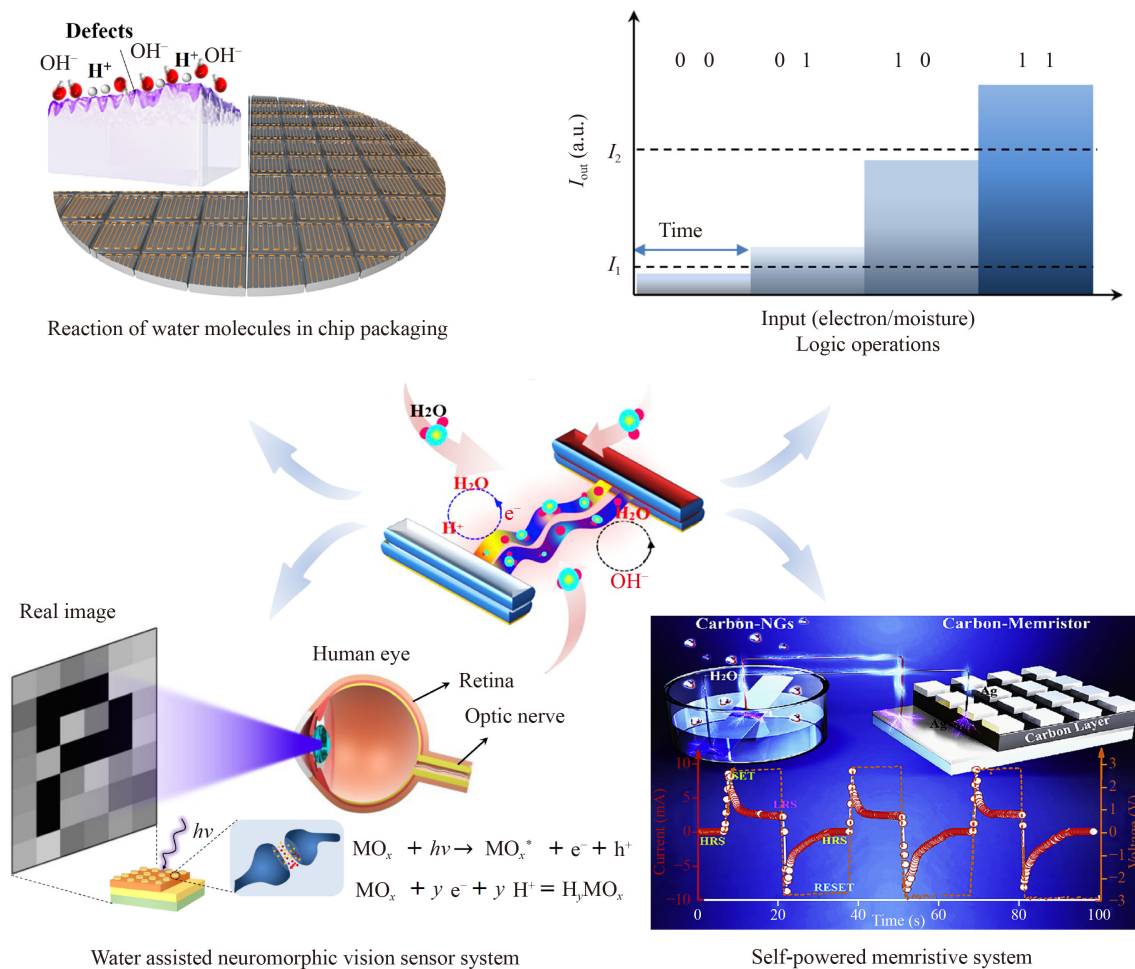 Defects
OH⁻ H⁺ OH⁻ H⁺ OH⁻
Reaction of water molecules in chip packaging
0 0 0 1 1 0 1 1
I₂
I_out (a.u.)
Time
I₁
Input (electron/moisture)
Logic operations
H2O
H₂O
e⁻
H⁺
H₂O
OH⁻
Real image
Human eye
Retina
Optic nerve
hν
MOₓ + hν → MOₓ* + e⁻ + h⁺
MOₓ + y e⁻ + y H⁺ = H_yMOₓ
Water assisted neuromorphic vision sensor system
Carbon-NGs Carbon-Memristor
H₂O
Ag
Ag
Carbon Layer
10
5
0
−5
−10
Current (mA)
SET
LRS
HRS
HRS
RESET
3
2
1
0
−1
−2
−3
Voltage (V)
0 20 40 60 80 100
Time (s)
Self-powered memristive system